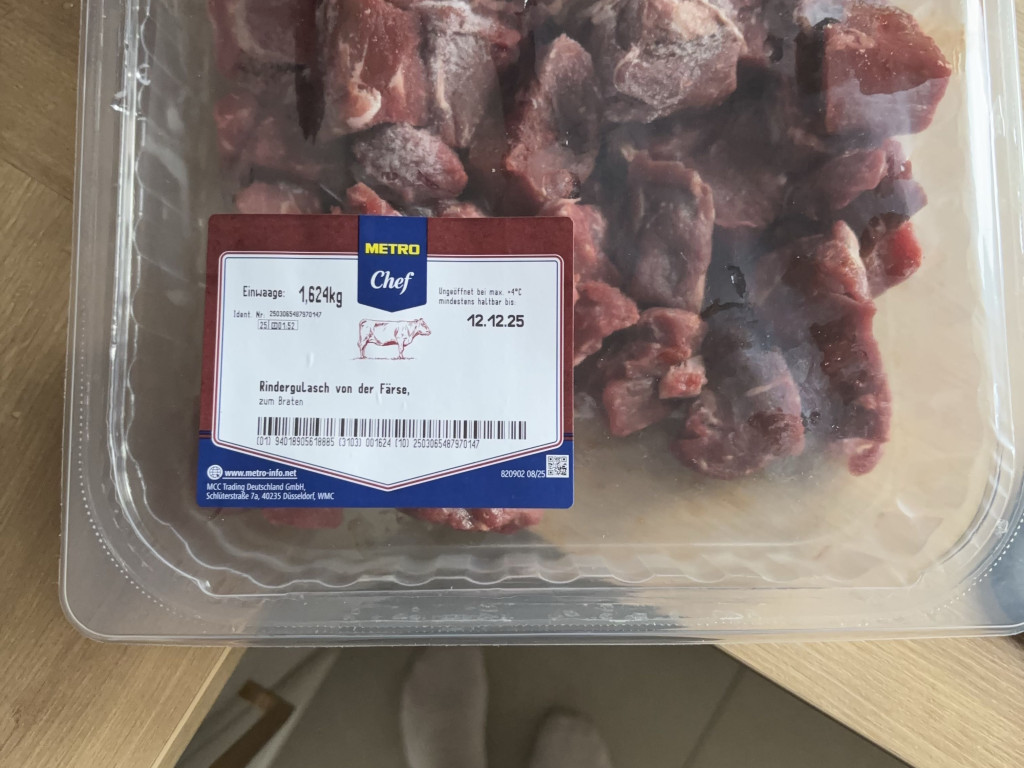 METRO
Chef
Einwaage: 1,624kg
Ident. Nr. 2503065487970147
Ungeöffnet bei max. +4°C
mindestens haltbar bis:
12.12.25
Rindergulasch von der Färse,
zum Braten
(01) 94018905618885 (3103) 001624 (10) 2503065487970147
www.metro-info.net
MCC Trading Deutschland GmbH,
Schlüterstraße 7a, 40235 Düsseldorf, WMC
820902 08/25